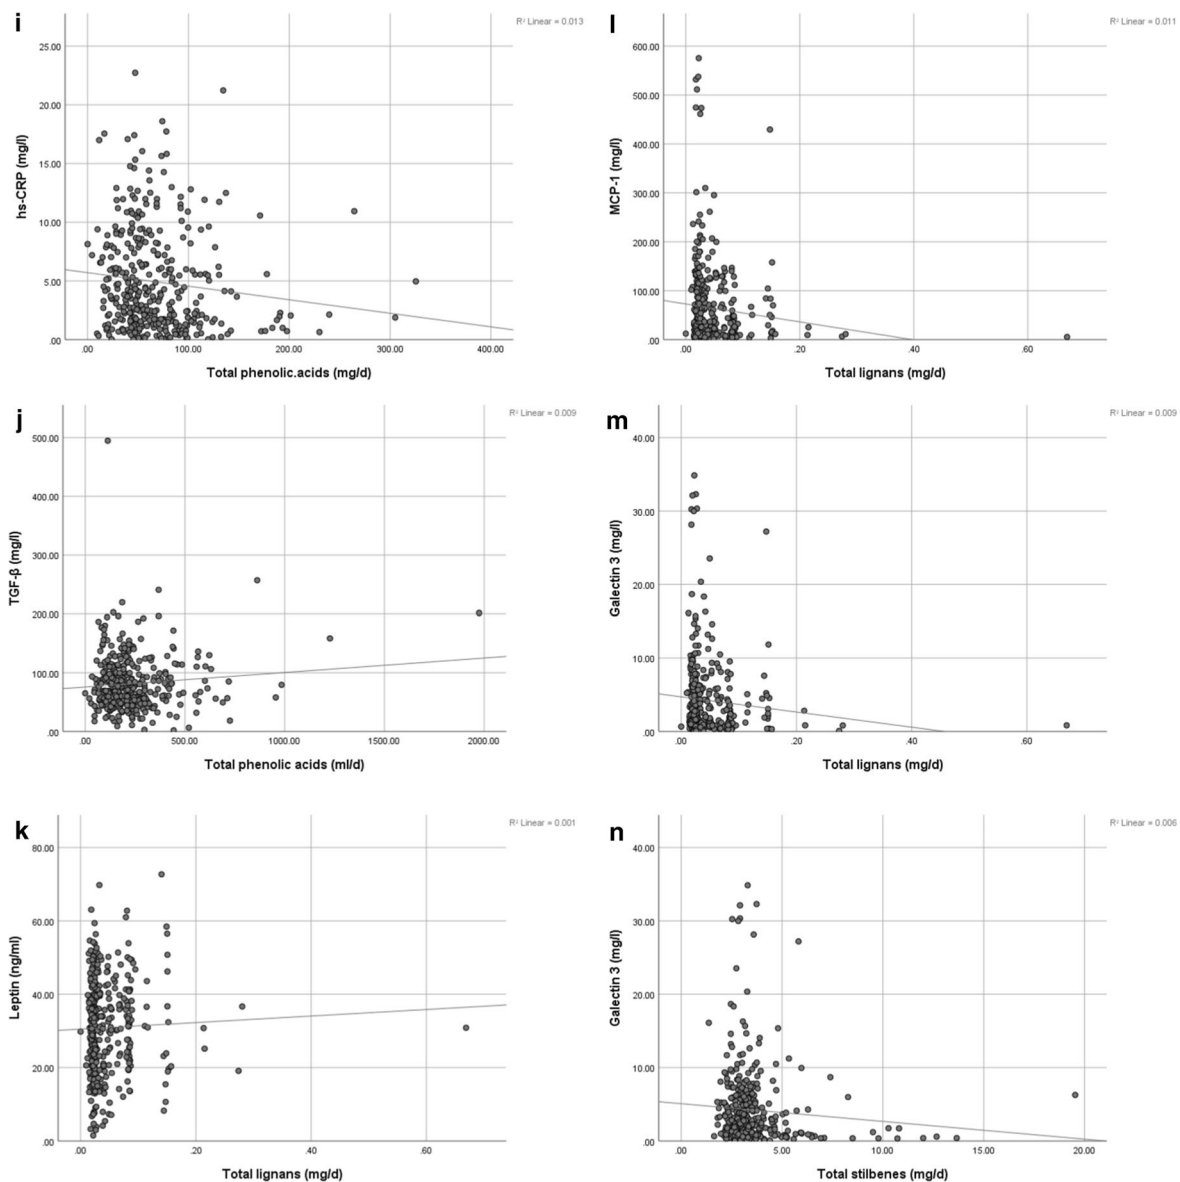 i
R² Linear = 0.013
25.00
20.00
15.00
10.00
5.00
.00
hs-CRP (mg/l)
.00 100.00 200.00 300.00 400.00
Total phenolic.acids (mg/d)
l
R² Linear = 0.011
600.00
500.00
400.00
300.00
200.00
100.00
.00
MCP-1 (mg/l)
.00 .20 .40 .60
Total lignans (mg/d)
j
R² Linear = 0.009
500.00
400.00
300.00
200.00
100.00
.00
TGF-β (mg/l)
.00 500.00 1000.00 1500.00 2000.00
Total phenolic acids (ml/d)
m
R² Linear = 0.009
40.00
30.00
20.00
10.00
.00
Galectin 3 (mg/l)
.00 .20 .40 .60
Total lignans (mg/d)
k
R² Linear = 0.001
80.00
60.00
40.00
20.00
.00
Leptin (ng/ml)
.00 .20 .40 .60
Total lignans (mg/d)
n
R² Linear = 0.006
40.00
30.00
20.00
10.00
.00
Galectin 3 (mg/l)
.00 5.00 10.00 15.00 20.00
Total stilbenes (mg/d)